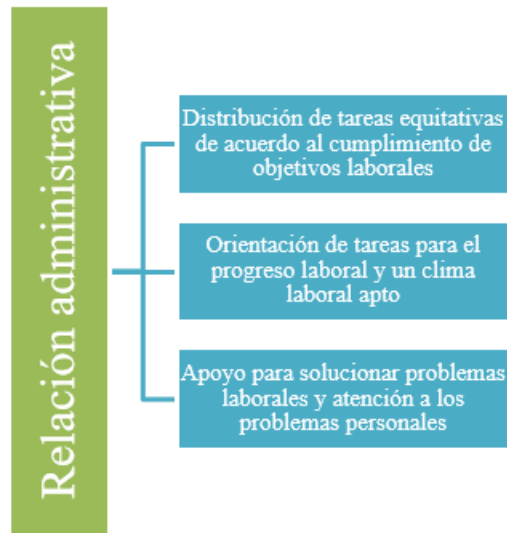 Relación administrativa
Distribución de tareas equitativas
de acuerdo al cumplimiento de
objetivos laborales
Orientación de tareas para el
progreso laboral y un clima
laboral apto
Apoyo para solucionar problemas
laborales y atención a los
problemas personales